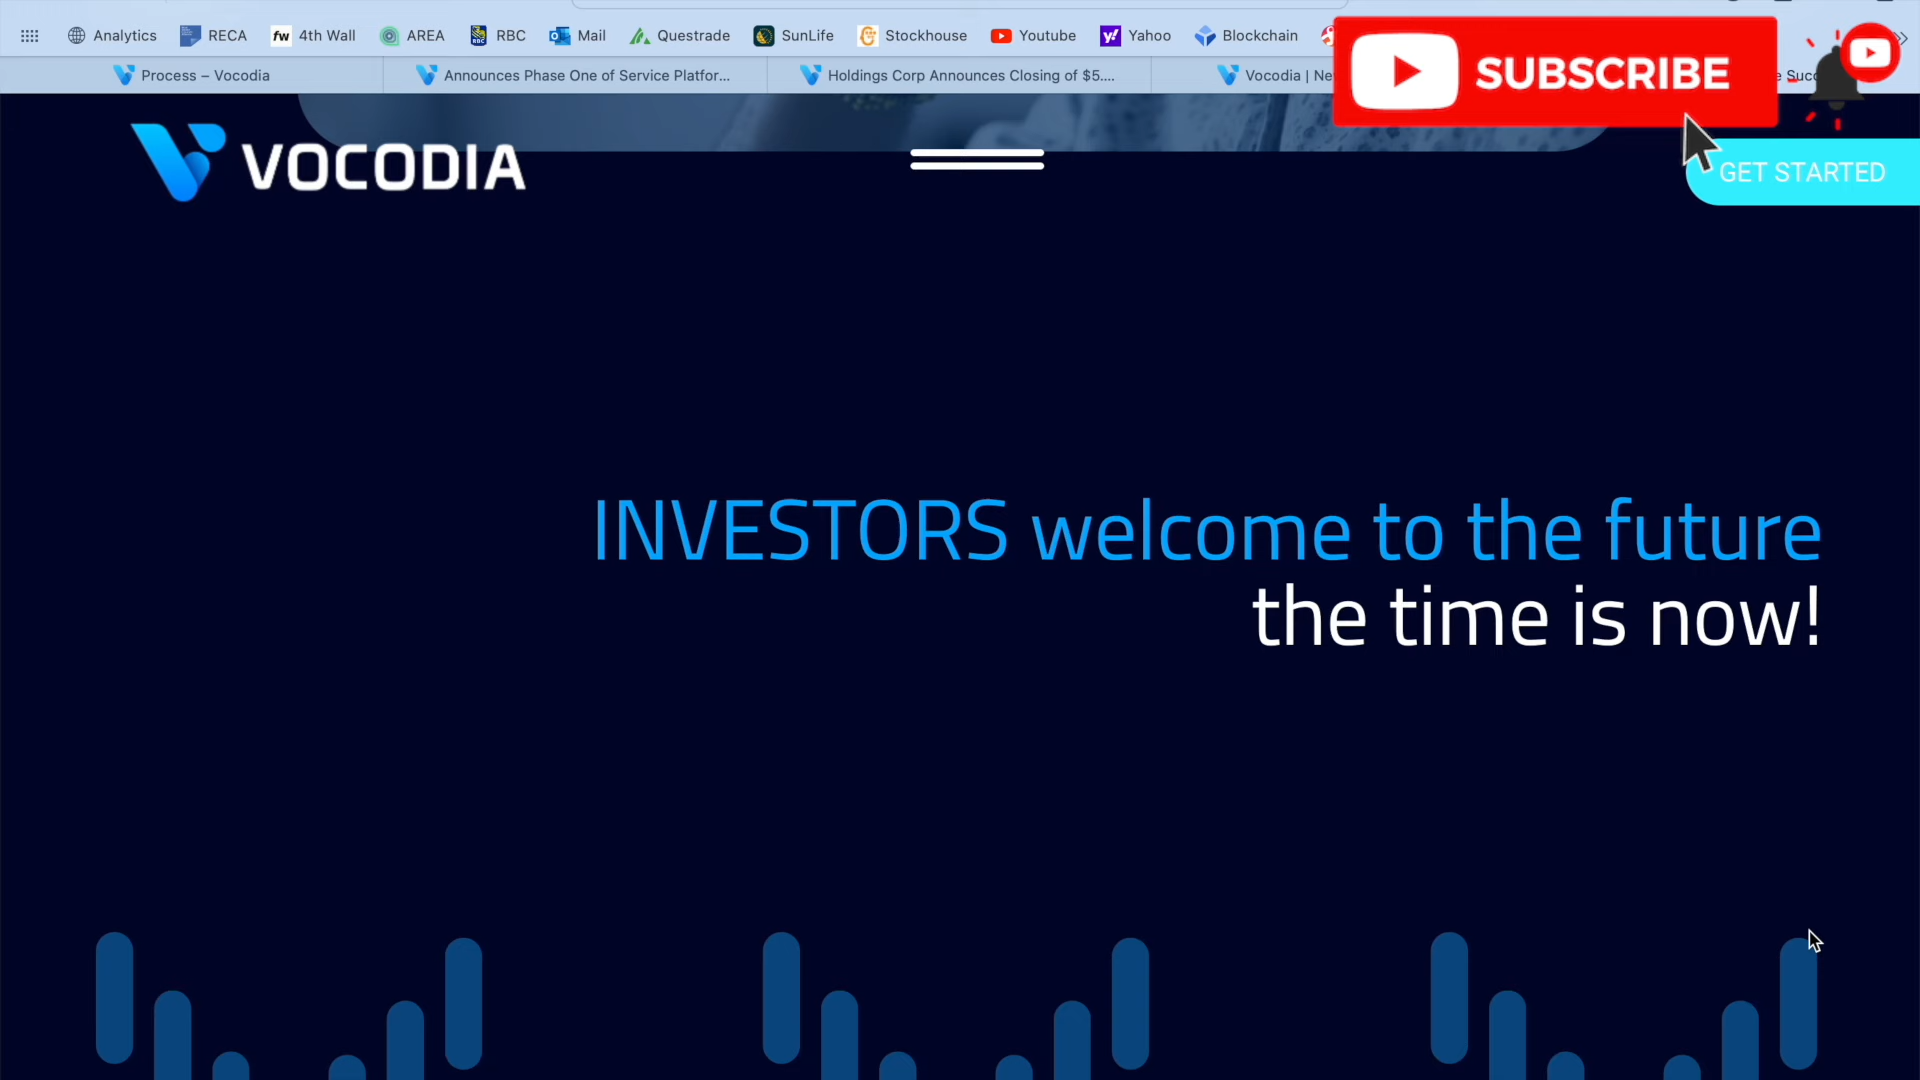 Analytics RECA fw 4th Wall AREA RBC Mail Questrade SunLife Stockhouse Youtube Yahoo Blockchain
Process – Vocodia Announces Phase One of Service Platfor... Holdings Corp Announces Closing of $5.... Vocodia | Ne
SUBSCRIBE
VOCODIA
GET STARTED
INVESTORS welcome to the future
the time is now!